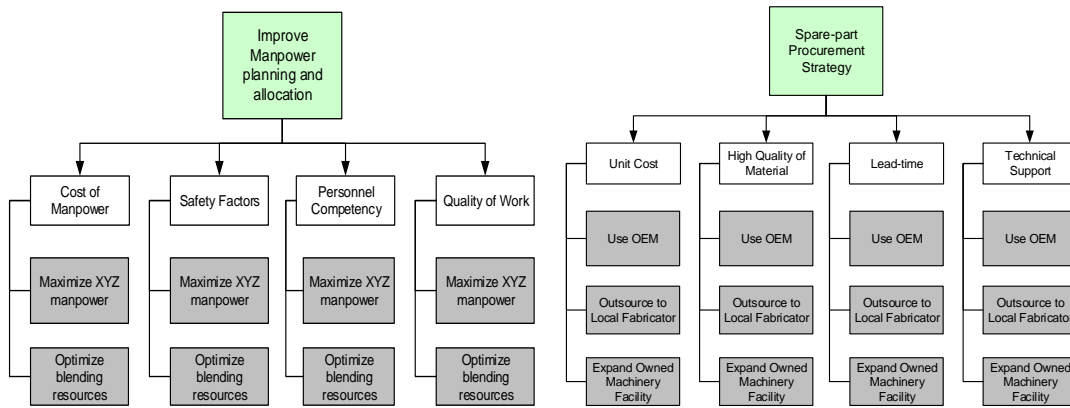 Improve
Manpower
planning and
allocation
Cost of
Manpower
Safety Factors
Personnel
Competency
Quality of Work
Maximize XYZ
manpower
Maximize XYZ
manpower
Maximize XYZ
manpower
Maximize XYZ
manpower
Optimize
blending
resources
Optimize
blending
resources
Optimize
blending
resources
Optimize
blending
resources
Spare-part
Procurement
Strategy
Unit Cost
High Quality of
Material
Lead-time
Technical
Support
Use OEM
Use OEM
Use OEM
Use OEM
Outsource to
Local Fabricator
Outsource to
Local Fabricator
Outsource to
Local Fabricator
Outsource to
Local Fabricator
Expand Owned
Machinery
Facility
Expand Owned
Machinery
Facility
Expand Owned
Machinery
Facility
Expand Owned
Machinery
Facility